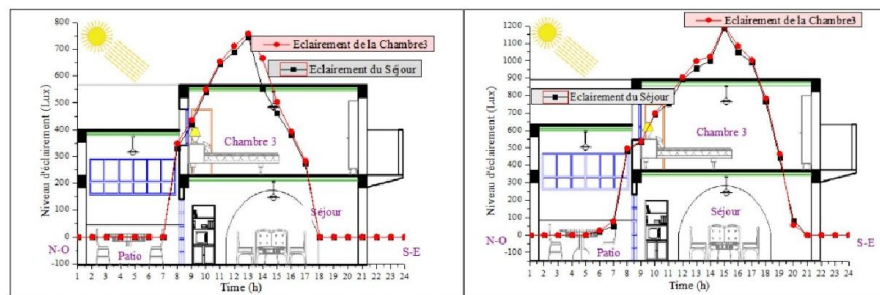 Eclairement de la Chambre3
Eclairement du Séjour
Niveau d'éclairement (Lux)
800
700
600
500
400
300
200
100
0
-100
Chambre 3
Séjour
Patio
N-O
S-E
1 2 3 4 5 6 7 8 9 10 11 12 13 14 15 16 17 18 19 20 21 22 23 24
Time (h)
Eclairement de la Chambre3
Eclairement du Séjour
Niveau d'éclairement (Lux)
1200
1100
1000
900
800
700
600
500
400
300
200
100
0
-100
Chambre 3
Séjour
Patio
N-O
S-E
1 2 3 4 5 6 7 8 9 10 11 12 13 14 15 16 17 18 19 20 21 22 24
Time (h)